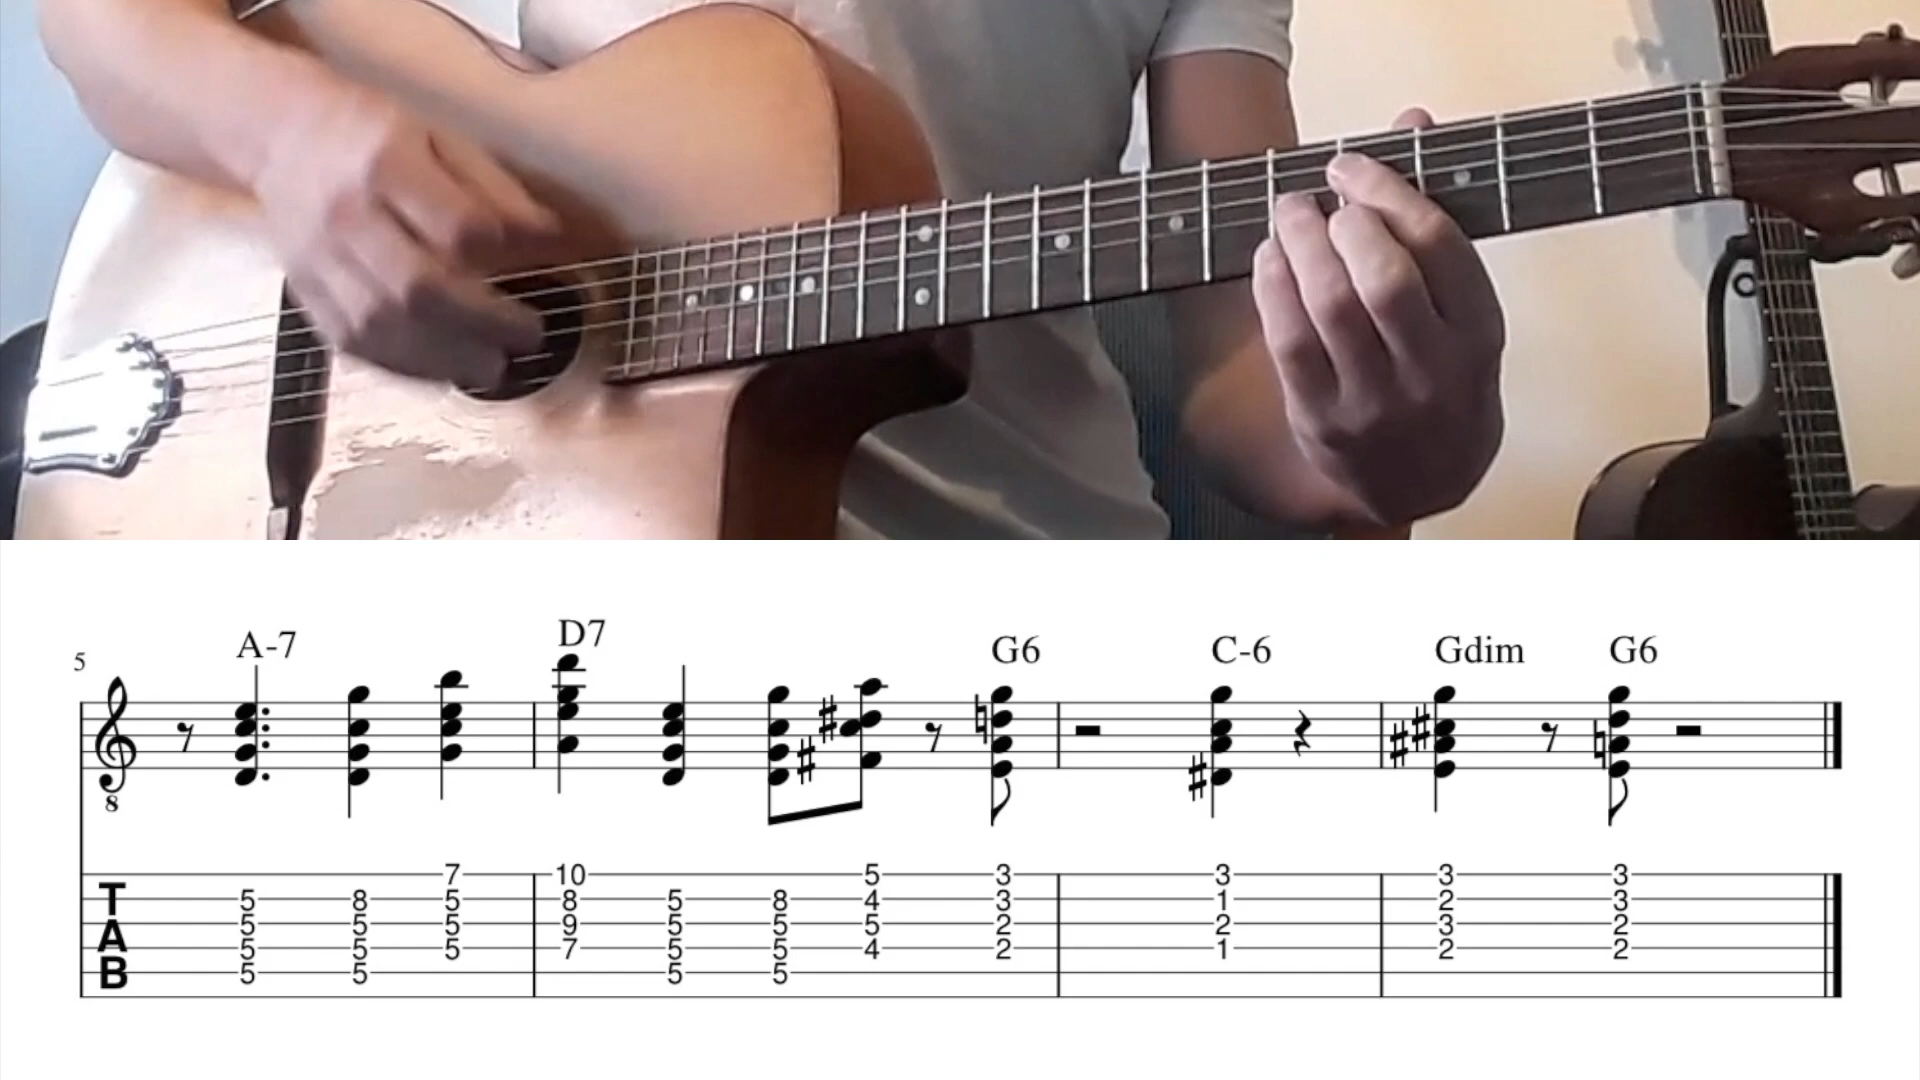 A-7 D7 G6 C-6 Gdim G6
5
8
7 10 5 3 3 3 3
5 8 5 8 5 8 4 3 1 2 3
5 5 5 9 5 5 5 2 2 3 2
5 5 5 7 5 5 4 2 1 2 2
5 5 5 5
T
A
B